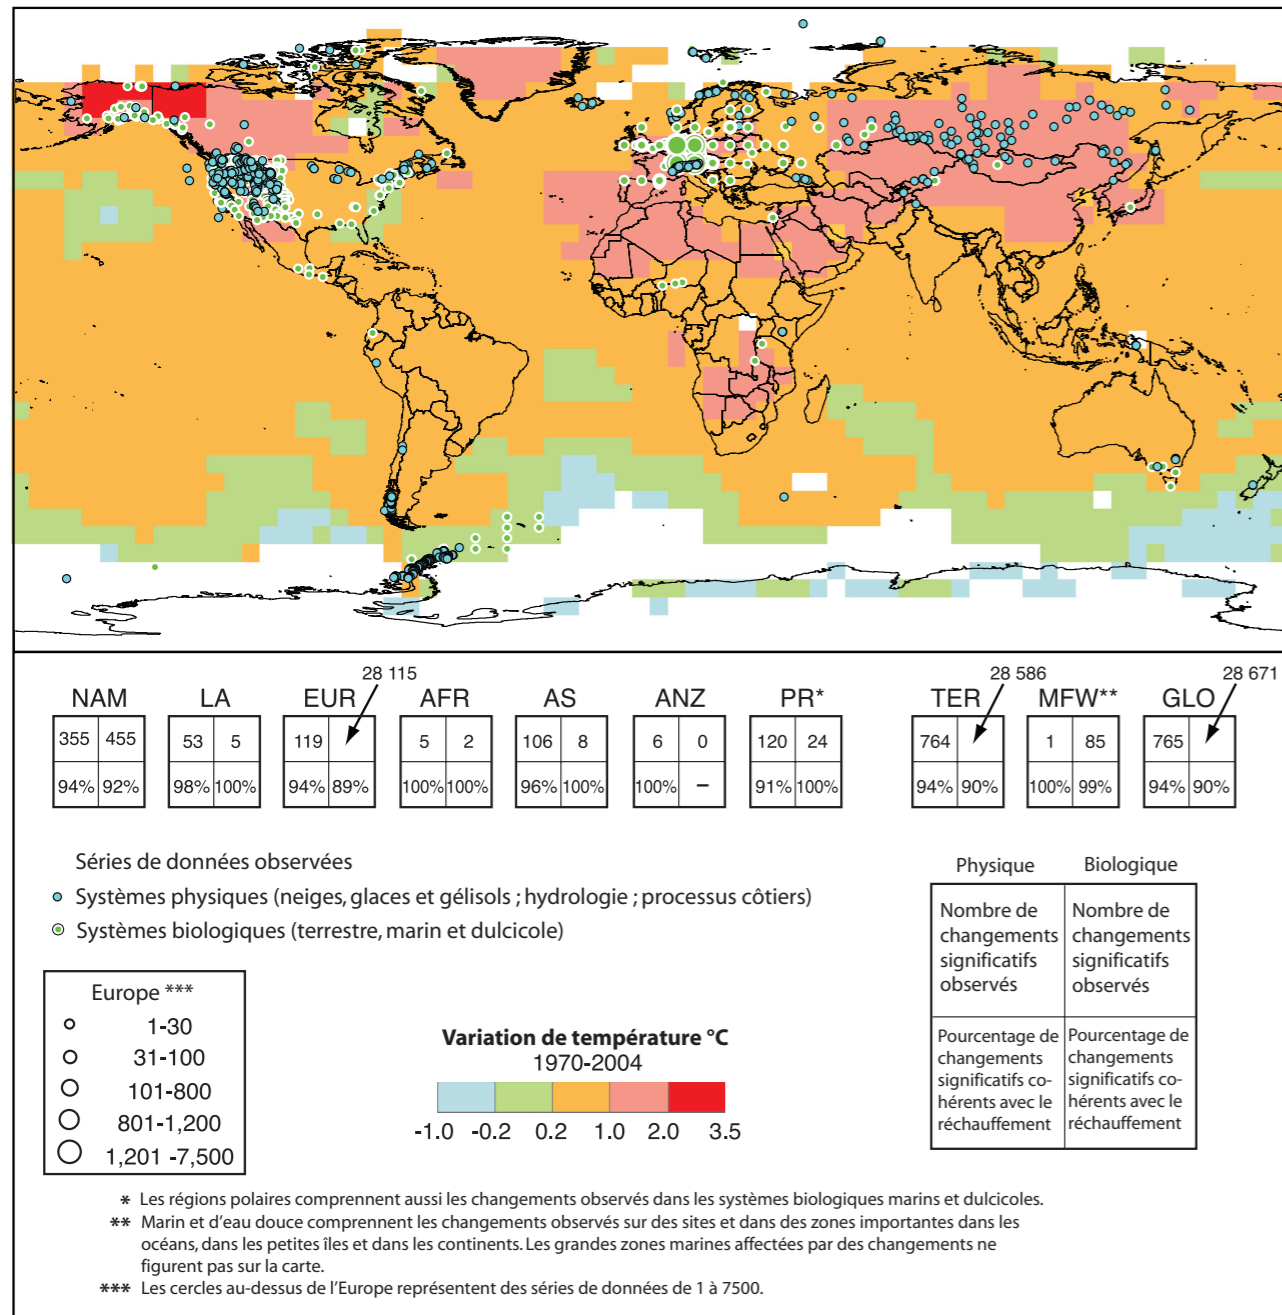 28 115
28 586
28 671
NAM LA EUR AFR AS ANZ PR* TER MFW** GLO
355 455 53 5 119 5 2 106 8 6 0 120 24 764 1 85 765
94% 92% 98% 100% 94% 89% 100% 100% 96% 100% 100% – 91% 100% 94% 90% 100% 99% 94% 90%
Séries de données observées
Systèmes physiques (neiges, glaces et gélisols ; hydrologie ; processus côtiers)
Systèmes biologiques (terrestre, marin et dulcicole)
Physique Biologique
Nombre de
changements
significatifs
observés
Nombre de
changements
significatifs
observés
Pourcentage de
changements
significatifs co-
hérents avec le
réchauffement
Pourcentage de
changements
significatifs co-
hérents avec le
réchauffement
Europe ***
1-30
31-100
101-800
801-1,200
1,201 -7,500
Variation de température °C
1970-2004
-1.0 -0.2 0.2 1.0 2.0 3.5
* Les régions polaires comprennent aussi les changements observés dans les systèmes biologiques marins et dulcicoles.
** Marin et d'eau douce comprennent les changements observés sur des sites et dans des zones importantes dans les
océans, dans les petites îles et dans les continents. Les grandes zones marines affectées par des changements ne
figurent pas sur la carte.
*** Les cercles au-dessus de l'Europe représentent des séries de données de 1 à 7500.